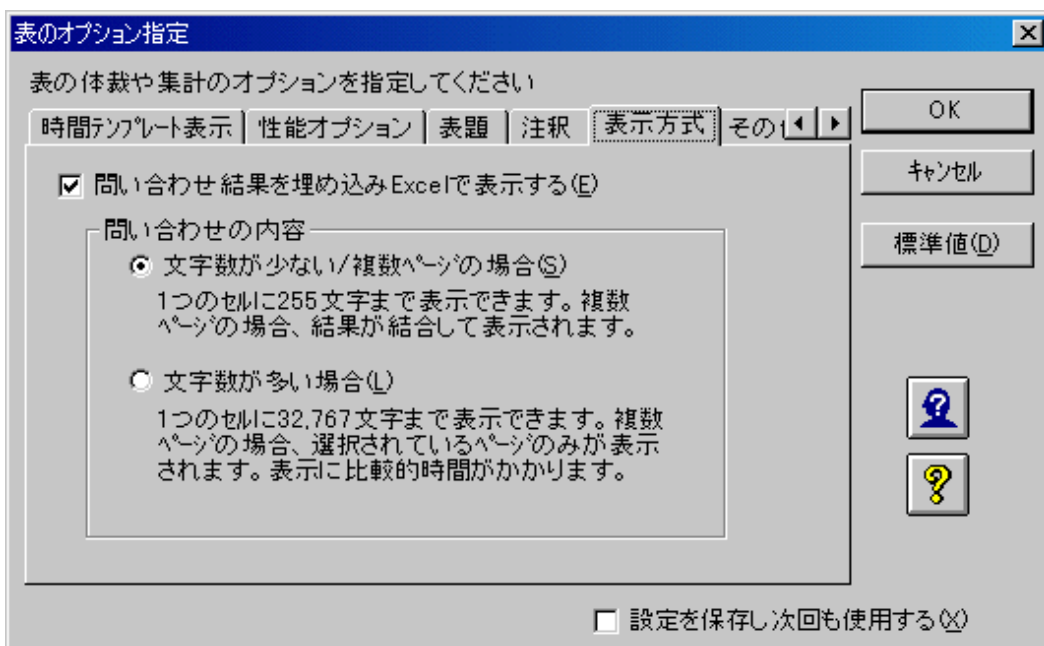 表のオプション指定
表の体裁や集計のオプションを指定してください
時間テンプレート表示 性能オプション 表題 注釈 表示方式 その
OK
キャンセル
標準値(D)
問い合わせ結果を埋め込みExcelで表示する(E)
問い合わせの内容
文字数が少ない/複数ページの場合(S)
1つのセルに255文字まで表示できます。複数
ページの場合、結果が結合して表示されます。
文字数が多い場合(L)
1つのセルに32,767文字まで表示できます。複数
ページの場合、選択されているページのみが表示
されます。表示に比較的時間がかかります。
設定を保存し次回も使用する(X)